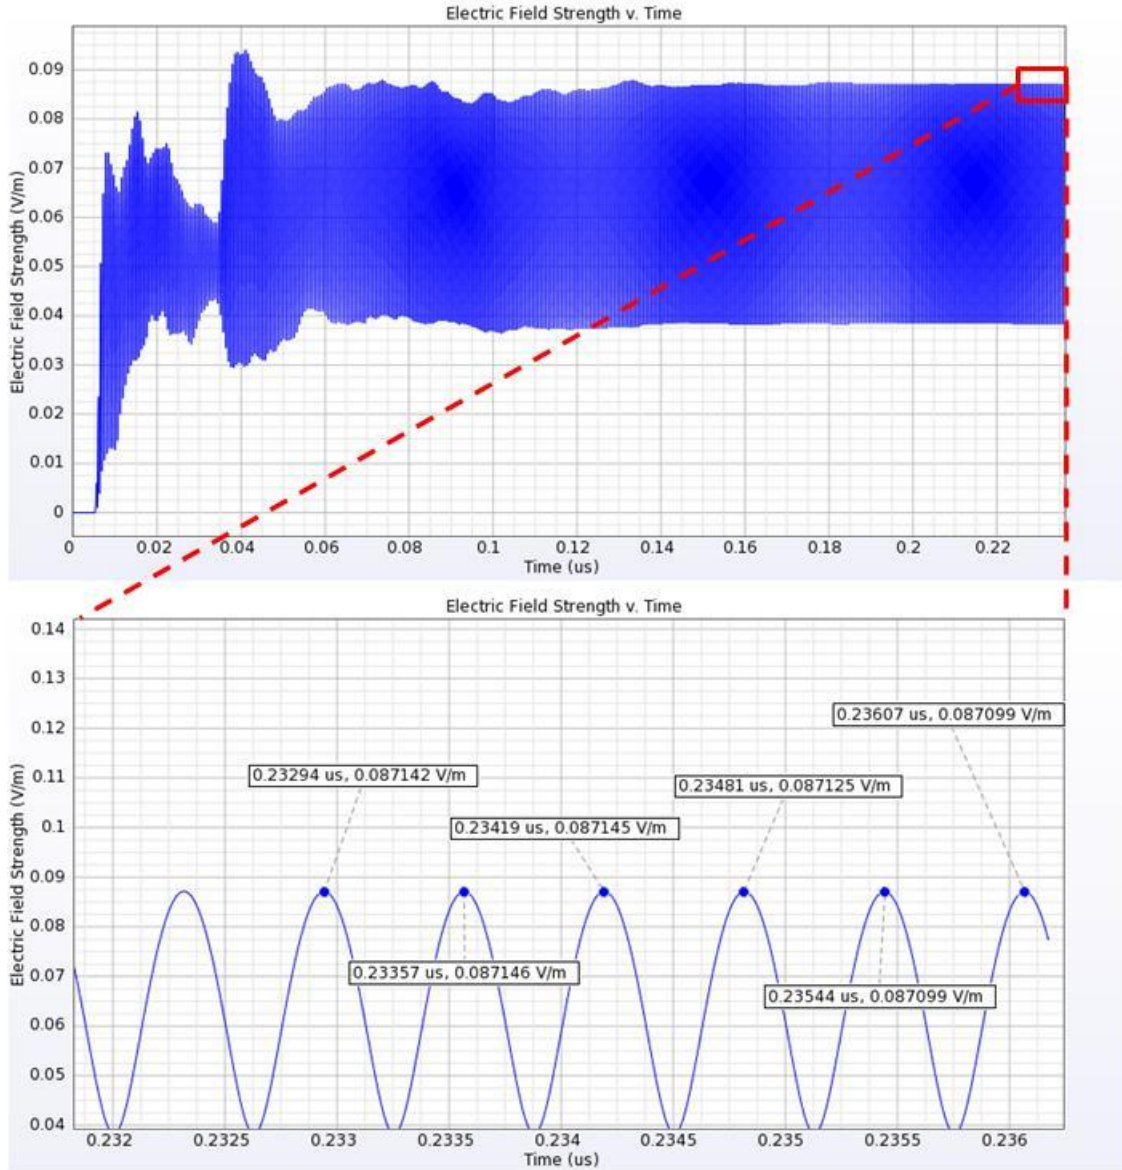 Electric Field Strength v. Time
Electric Field Strength (V/m)
0.09
0.08
0.07
0.06
0.05
0.04
0.03
0.02
0.01
0
0 0.02 0.04 0.06 0.08 0.1 0.12 0.14 0.16 0.18 0.2 0.22
Time (us)
Electric Field Strength v. Time
Electric Field Strength (V/m)
0.14
0.13
0.12
0.11
0.1
0.09
0.08
0.07
0.06
0.05
0.04
0.23607 us, 0.087099 V/m
0.23294 us, 0.087142 V/m
0.23481 us, 0.087125 V/m
0.23419 us, 0.087145 V/m
0.23357 us, 0.087146 V/m
0.23544 us, 0.087099 V/m
0.232 0.2325 0.233 0.2335 0.234 0.2345 0.235 0.2355 0.236
Time (us)